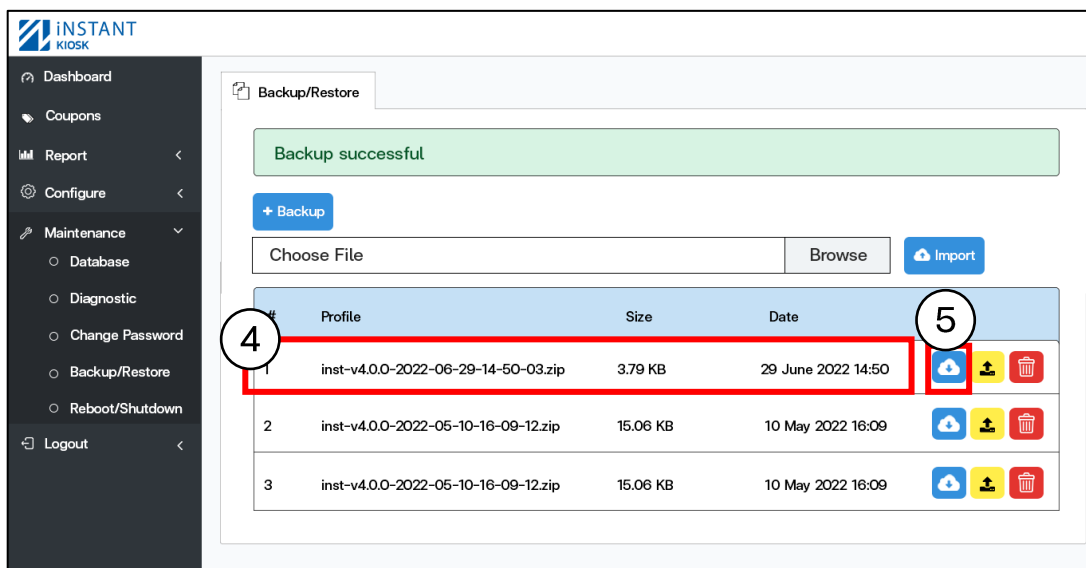 iNSTANT
KIOSK
Dashboard
Coupons
Report
Configure
Maintenance
Database
Diagnostic
Change Password
Backup/Restore
Reboot/Shutdown
Logout
Backup/Restore
Backup successful
+ Backup
Choose File Browse Import
# Profile Size Date
4 5
1 inst-v4.0.0-2022-06-29-14-50-03.zip 3.79 KB 29 June 2022 14:50
2 inst-v4.0.0-2022-05-10-16-09-12.zip 15.06 KB 10 May 2022 16:09
3 inst-v4.0.0-2022-05-10-16-09-12.zip 15.06 KB 10 May 2022 16:09